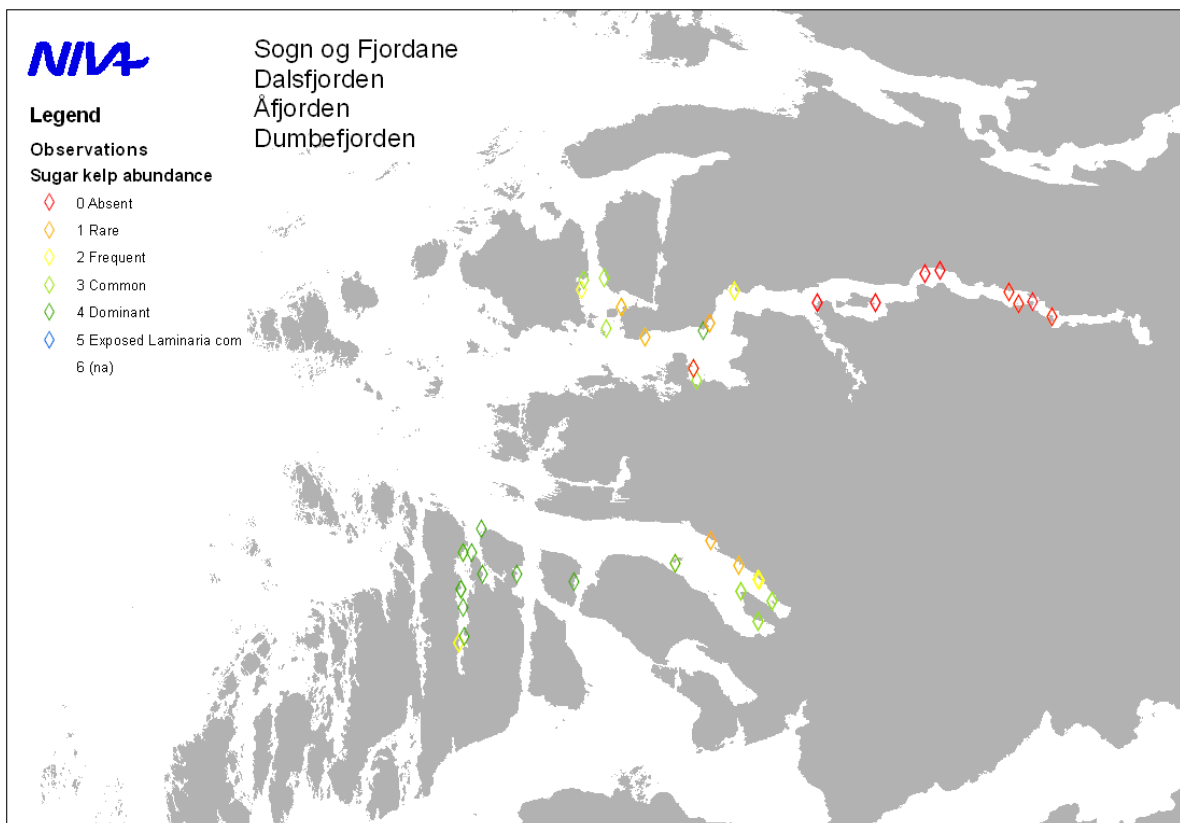 NIVA
Sogn og Fjordane
Dalsfjorden
Åfjorden
Dumbefjorden
Legend
Observations
Sugar kelp abundance
0 Absent
1 Rare
2 Frequent
3 Common
4 Dominant
5 Exposed Laminaria com
6 (na)